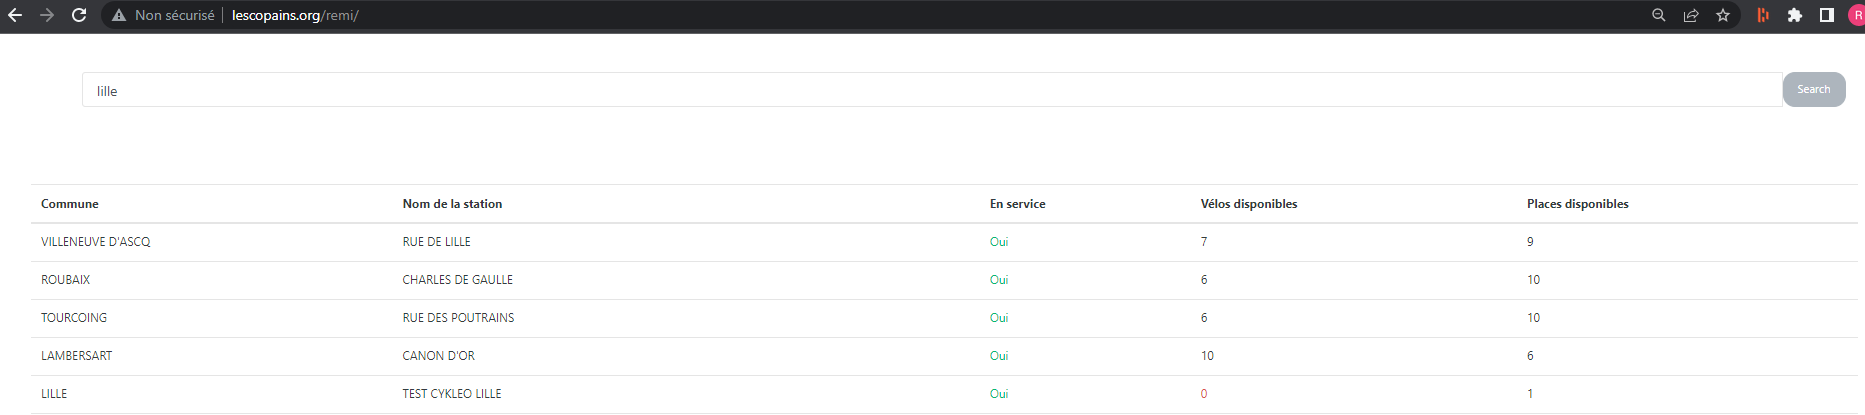 Non sécurisé lescopains.org/remi/ R
lille Search
Commune Nom de la station En service Vélos disponibles Places disponibles
VILLENEUVE D'ASCQ RUE DE LILLE Oui 7 9
ROUBAIX CHARLES DE GAULLE Oui 6 10
TOURCOING RUE DES POUTRAINS Oui 6 10
LAMBERSART CANON D'OR Oui 10 6
LILLE TEST CYKLEO LILLE Oui 0 1